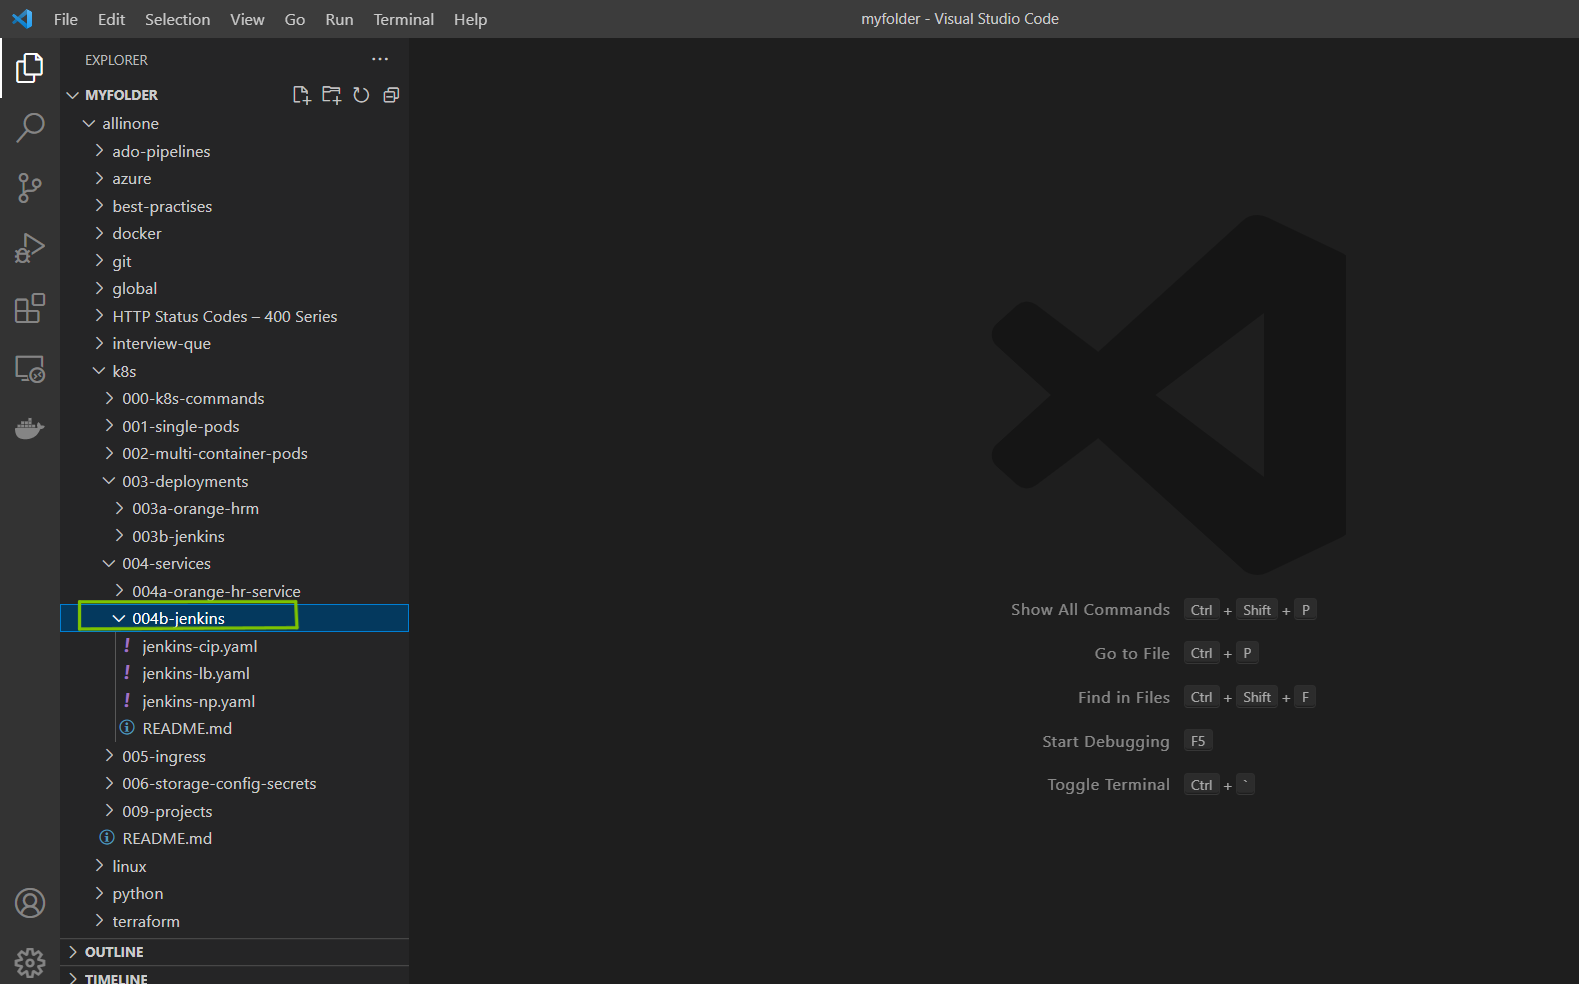 File Edit Selection View Go Run Terminal Help myfolder - Visual Studio Code
EXPLORER ...
MYFOLDER
allinone
ado-pipelines
azure
best-practises
docker
git
global
HTTP Status Codes – 400 Series
interview-que
k8s
000-k8s-commands
001-single-pods
002-multi-container-pods
003-deployments
003a-orange-hrm
003b-jenkins
004-services
004a-orange-hr-service
004b-jenkins
! jenkins-cip.yaml
! jenkins-lb.yaml
! jenkins-np.yaml
README.md
005-ingress
006-storage-config-secrets
009-projects
README.md
linux
python
terraform
OUTLINE
TIMELINE
Show All Commands Ctrl + Shift + P
Go to File Ctrl + P
Find in Files Ctrl + Shift + F
Start Debugging F5
Toggle Terminal Ctrl + `